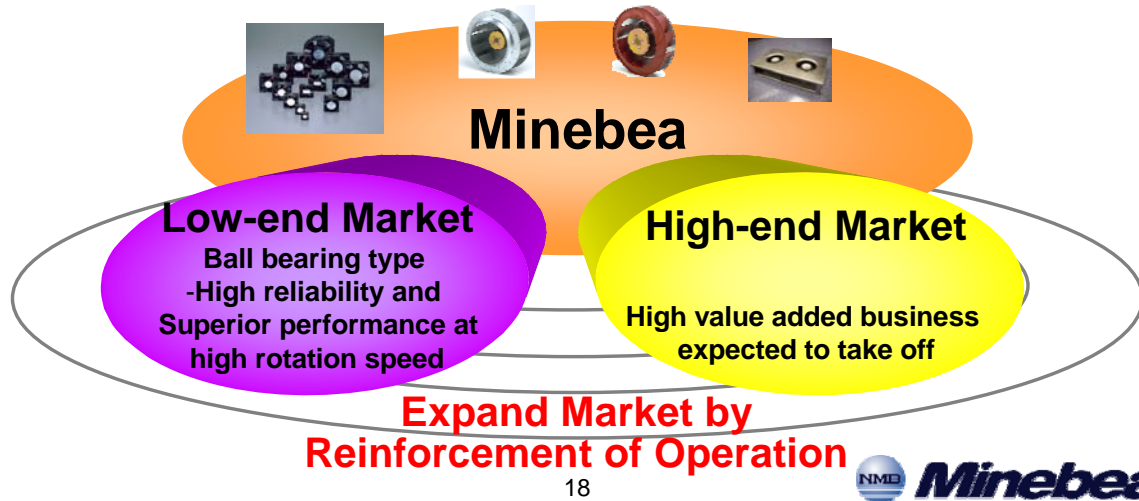 Minebea
Low-end Market
Ball bearing type
-High reliability and
Superior performance at
high rotation speed
High-end Market
High value added business
expected to take off
Expand Market by
Reinforcement of Operation
18
NMB Minebea